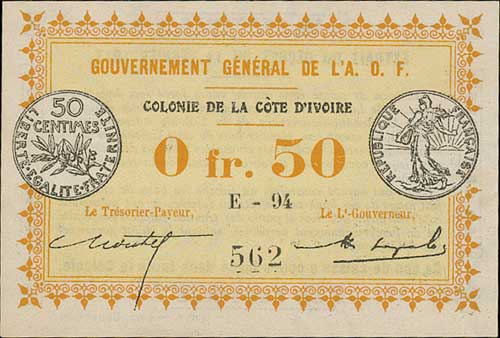 GOUVERNEMENT GÉNÉRAL DE L'A. O. F.
COLONIE DE LA CÔTE D'IVOIRE
50
CENTIMES
LIBERTÉ·EGALITÉ·FRATERNITÉ
RÉPUBLIQUE FRANÇAISE
0 fr. 50
E - 94
Le Trésorier-Payeur,
Le Lt-Gouverneur,
562